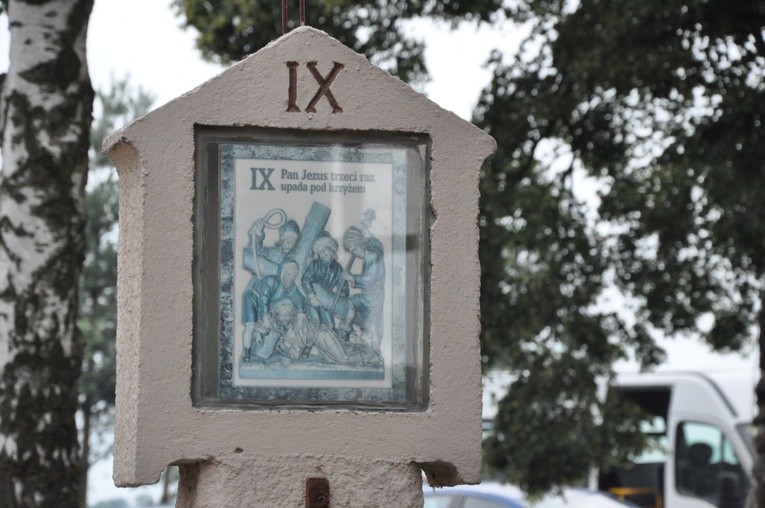 IX
IX Pan Jezus trzeci raz
upada pod krzyżem